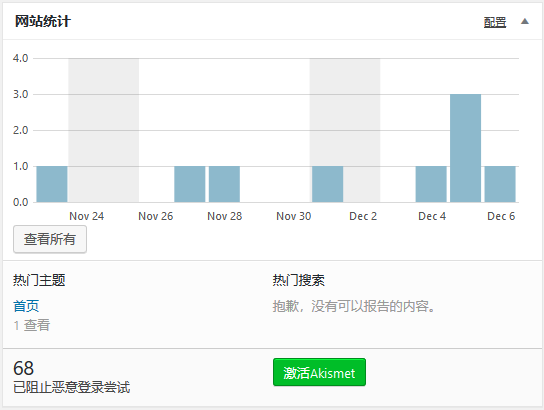 网站统计 配置
4.0
3.0
2.0
1.0
0.0
Nov 24 Nov 26 Nov 28 Nov 30 Dec 2 Dec 4 Dec 6
查看所有
热门主题 热门搜索
首页 抱歉，没有可以报告的内容。
1 查看
68 激活Akismet
已阻止恶意登录尝试